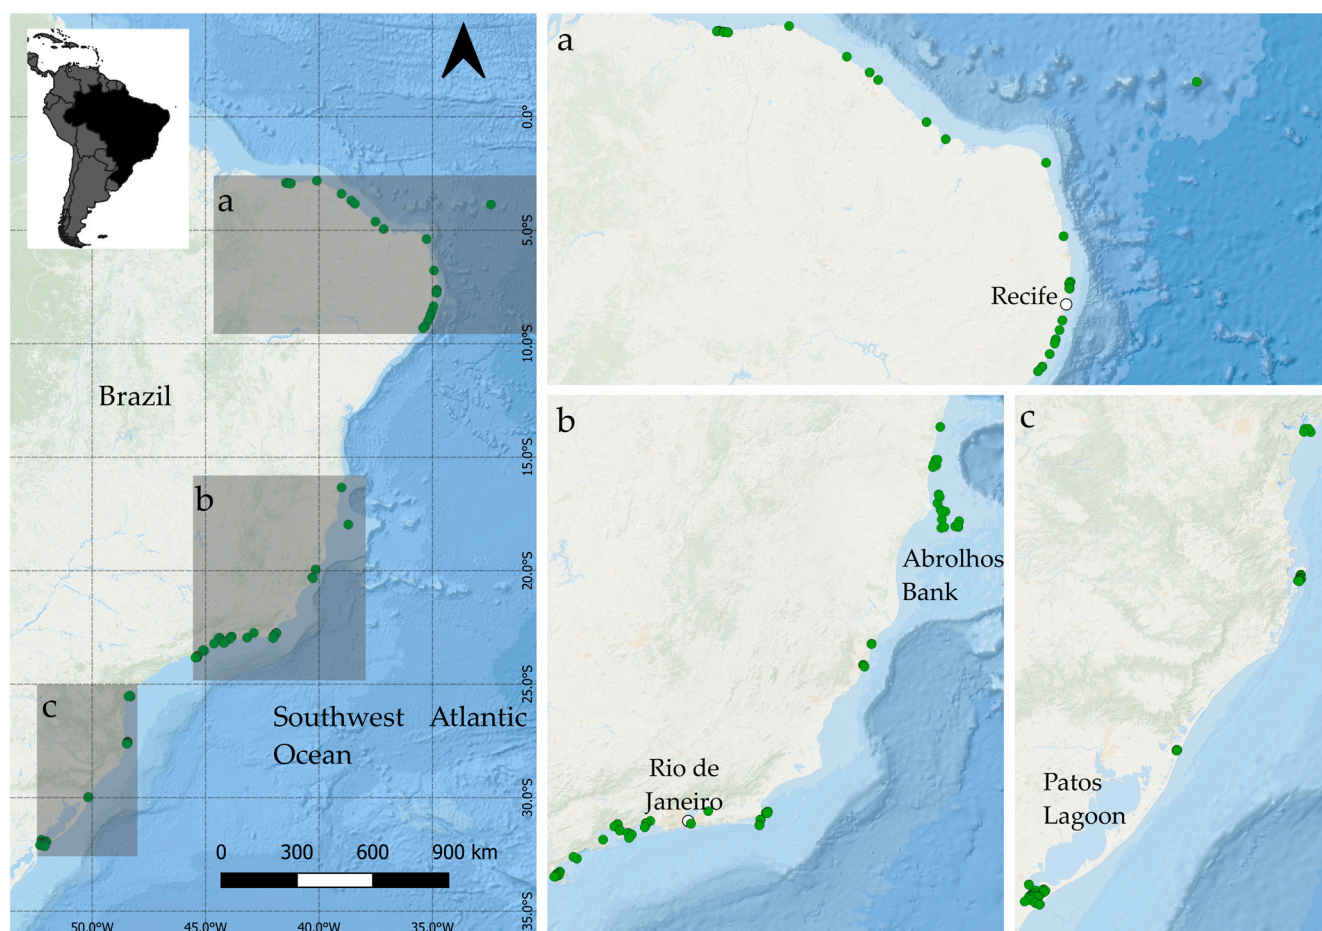 a
b
c
Brazil
Southwest Atlantic
Ocean
0 300 600 900 km
0.0°
5.0°S
10.0°S
15.0°S
20.0°S
25.0°S
30.0°S
35.0°S
50.0°W 45.0°W 40.0°W 35.0°W
a
Recife
b
Abrolhos
Bank
Rio de
Janeiro
c
Patos
Lagoon